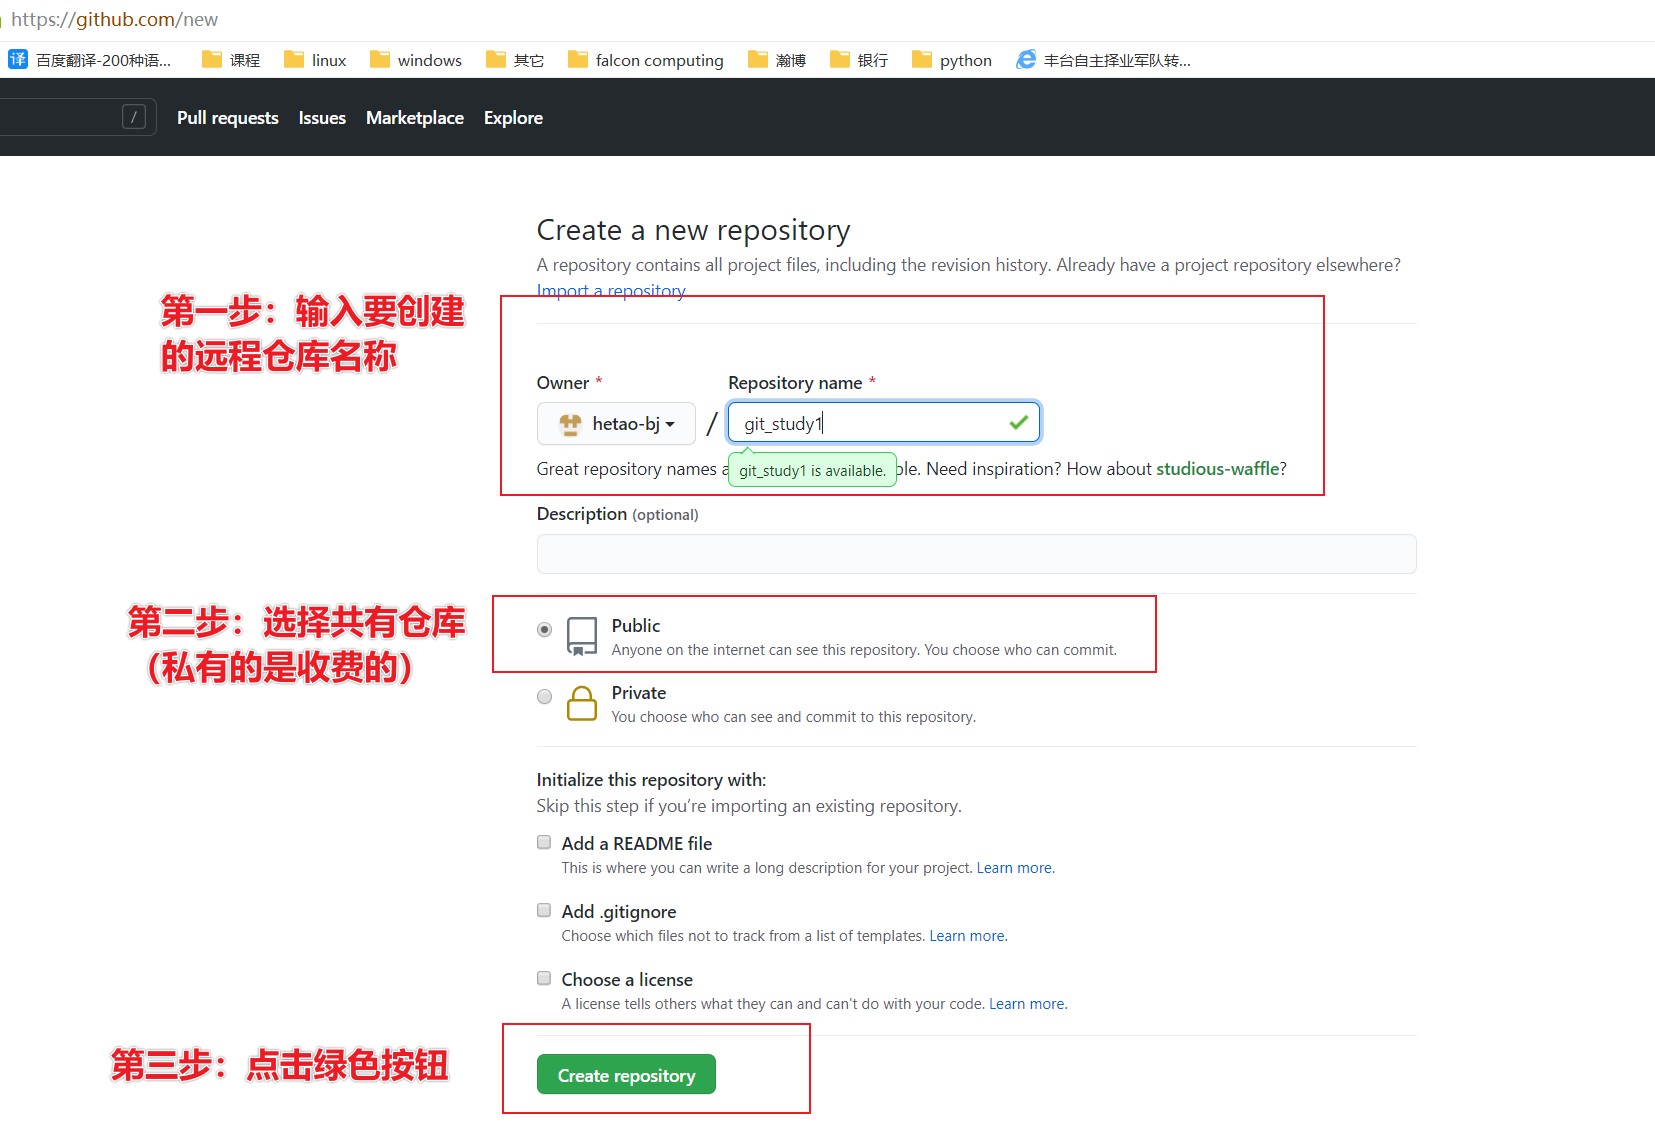 https://github.com/new
百度翻译-200种语... 课程 linux windows 其它 falcon computing 瀚博 银行 python 丰台自主择业军队转...
/ Pull requests Issues Marketplace Explore
Create a new repository
A repository contains all project files, including the revision history. Already have a project repository elsewhere?
Import a repository
第一步：输入要创建
的远程仓库名称
Owner * Repository name *
hetao-bj / git_study1
Great repository names a git_study1 is available. ble. Need inspiration? How about studious-waffle?
Description (optional)
第二步：选择共有仓库
（私有的是收费的）
Public
Anyone on the internet can see this repository. You choose who can commit.
Private
You choose who can see and commit to this repository.
Initialize this repository with:
Skip this step if you’re importing an existing repository.
Add a README file
This is where you can write a long description for your project. Learn more.
Add .gitignore
Choose which files not to track from a list of templates. Learn more.
Choose a license
A license tells others what they can and can't do with your code. Learn more.
第三步：点击绿色按钮
Create repository